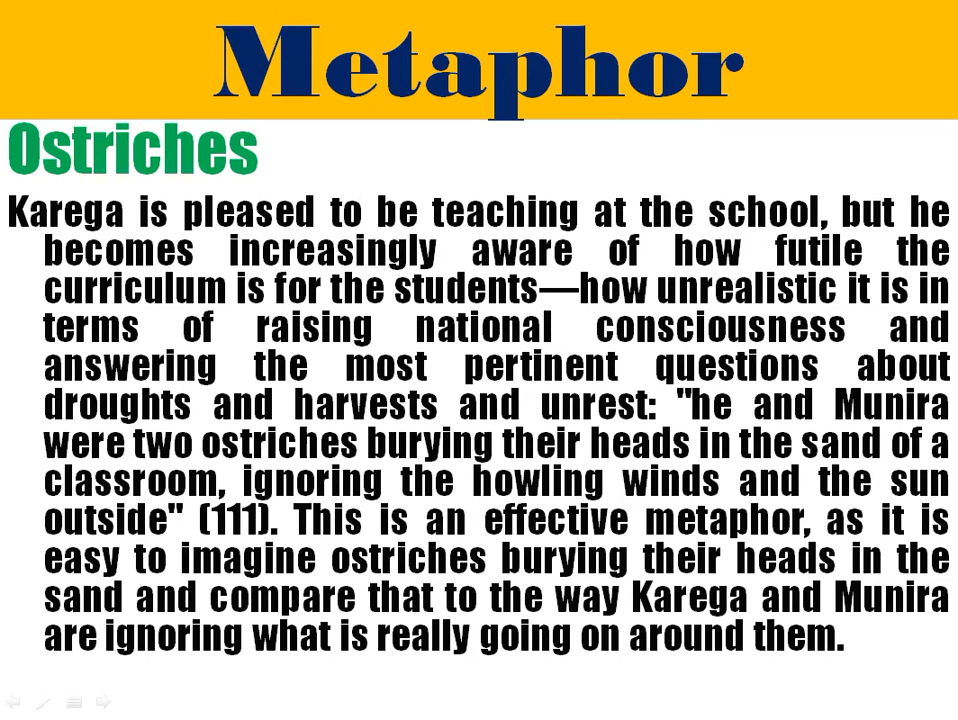 Metaphor
Ostriches
Karega is pleased to be teaching at the school, but he
becomes increasingly aware of how futile the
curriculum is for the students—how unrealistic it is in
terms of raising national consciousness and
answering the most pertinent questions about
droughts and harvests and unrest: "he and Munira
were two ostriches burying their heads in the sand of a
classroom, ignoring the howling winds and the sun
outside" (111). This is an effective metaphor, as it is
easy to imagine ostriches burying their heads in the
sand and compare that to the way Karega and Munira
are ignoring what is really going on around them.